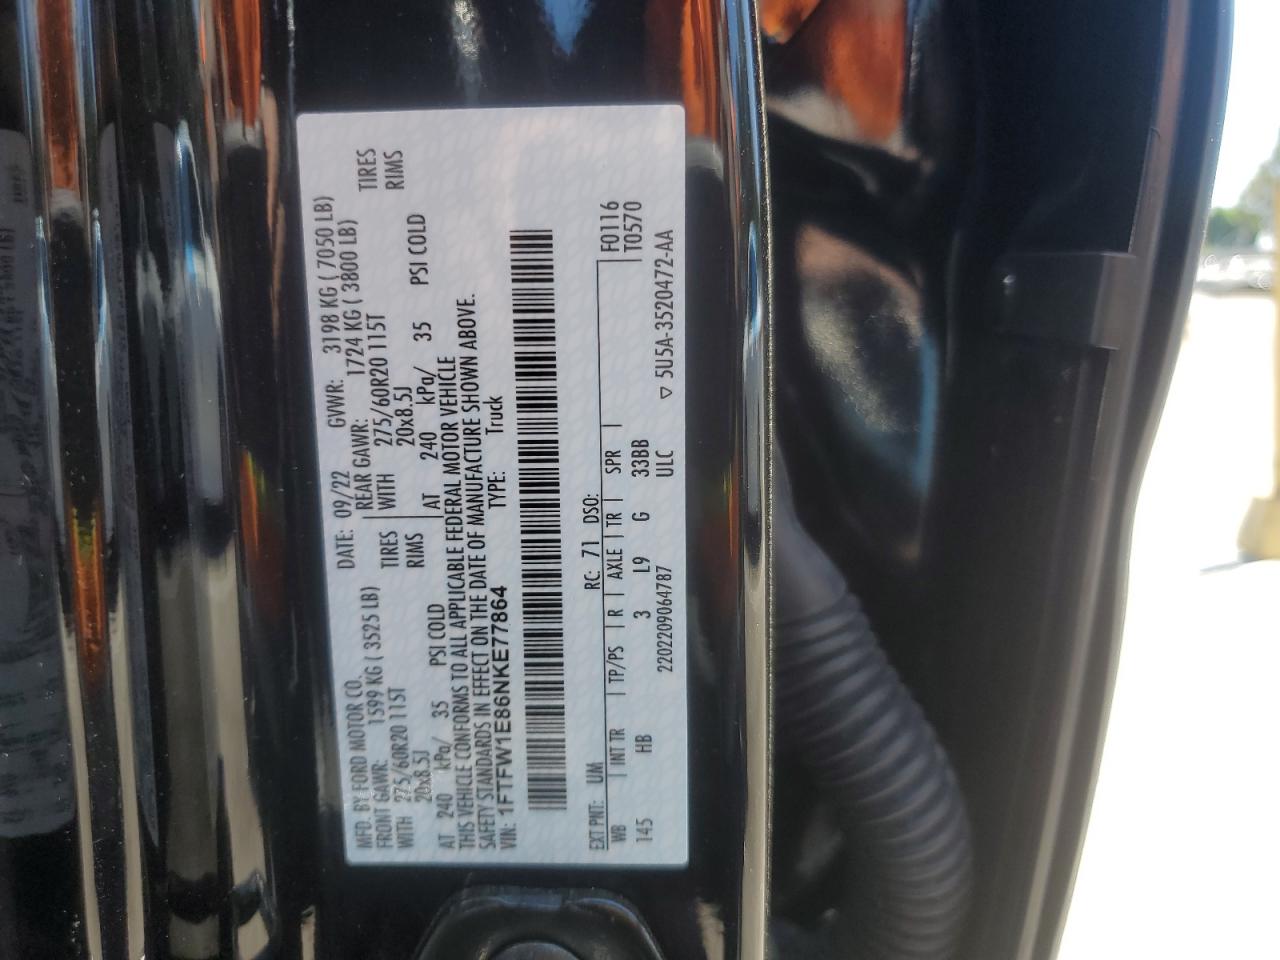 MFD. BY FORD MOTOR CO.
DATE: 09/22 GVWR: 3198 KG ( 7050 LB)
FRONT GAWR: 1599 KG ( 3525 LB) REAR GAWR: 1724 KG ( 3800 LB)
WITH 275/60R20 115T TIRES WITH 275/60R20 115T TIRES
20x8.5J RIMS 20x8.5J RIMS
AT 240 kPa/ 35 PSI COLD AT 240 kPa/ 35 PSI COLD
THIS VEHICLE CONFORMS TO ALL APPLICABLE FEDERAL MOTOR VEHICLE
SAFETY STANDARDS IN EFFECT ON THE DATE OF MANUFACTURE SHOWN ABOVE.
VIN: 1FTFW1E86NKE77864 TYPE: Truck
EXT PNT: UM RC: 71 DSO: F0116
WB | INT TR | TP/PS | R | AXLE | TR | SPR | T0570
145 HB 3 L9 G 33BB
2202209064787 ULC ▽ 5U5A-3520472-AA